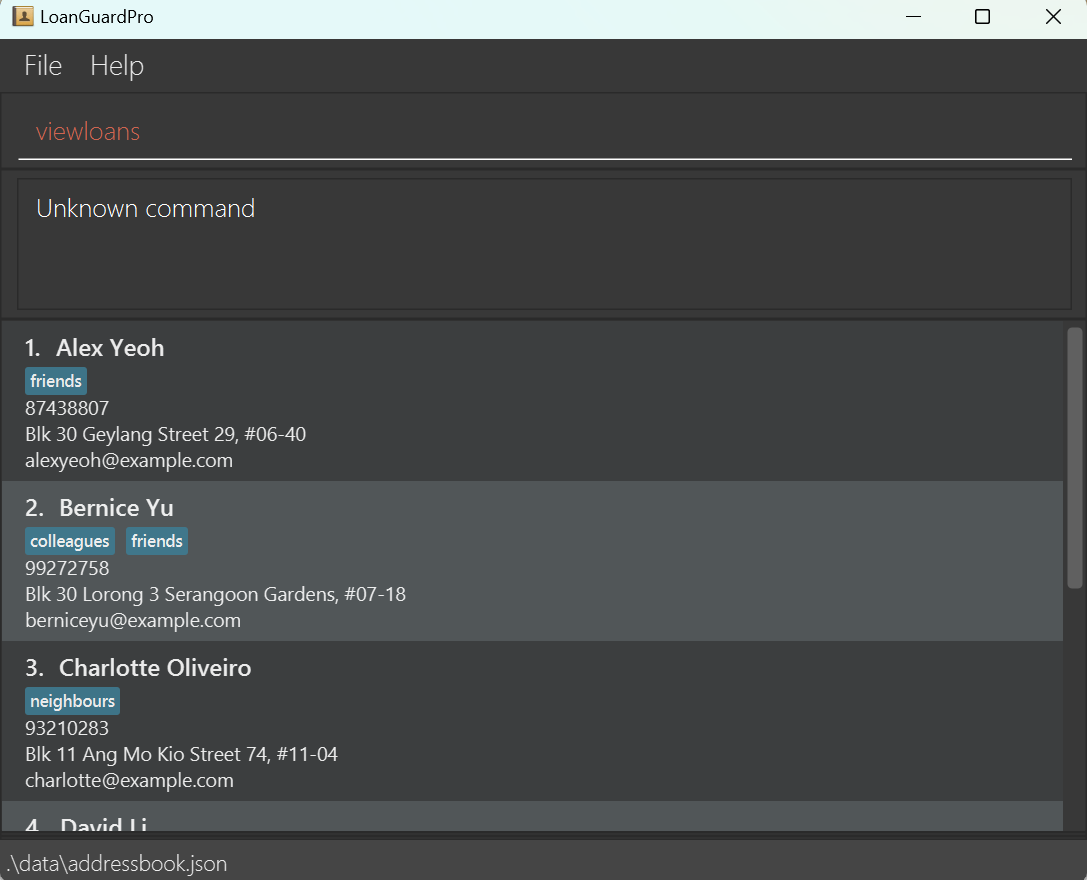 LoanGuardPro
File Help
viewloans
Unknown command
1. Alex Yeoh
friends
87438807
Blk 30 Geylang Street 29, #06-40
alexyeoh@example.com
2. Bernice Yu
colleagues friends
99272758
Blk 30 Lorong 3 Serangoon Gardens, #07-18
berniceyu@example.com
3. Charlotte Oliveiro
neighbours
93210283
Blk 11 Ang Mo Kio Street 74, #11-04
charlotte@example.com
4. David Li
.\data\addressbook.json